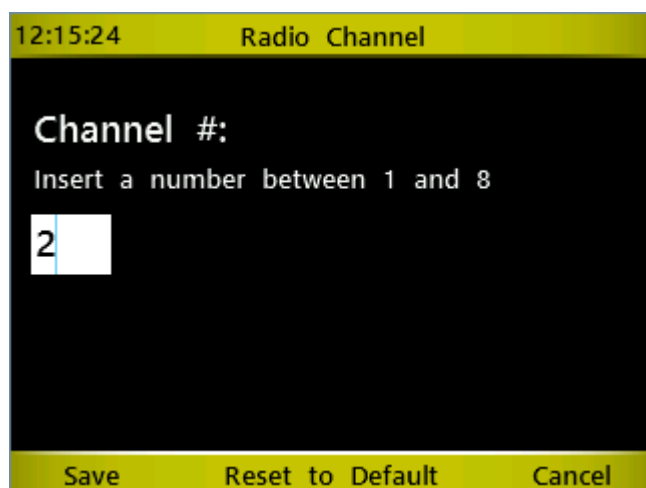 12:15:24 Radio Channel
Channel #:
Insert a number between 1 and 8
2
Save Reset to Default Cancel